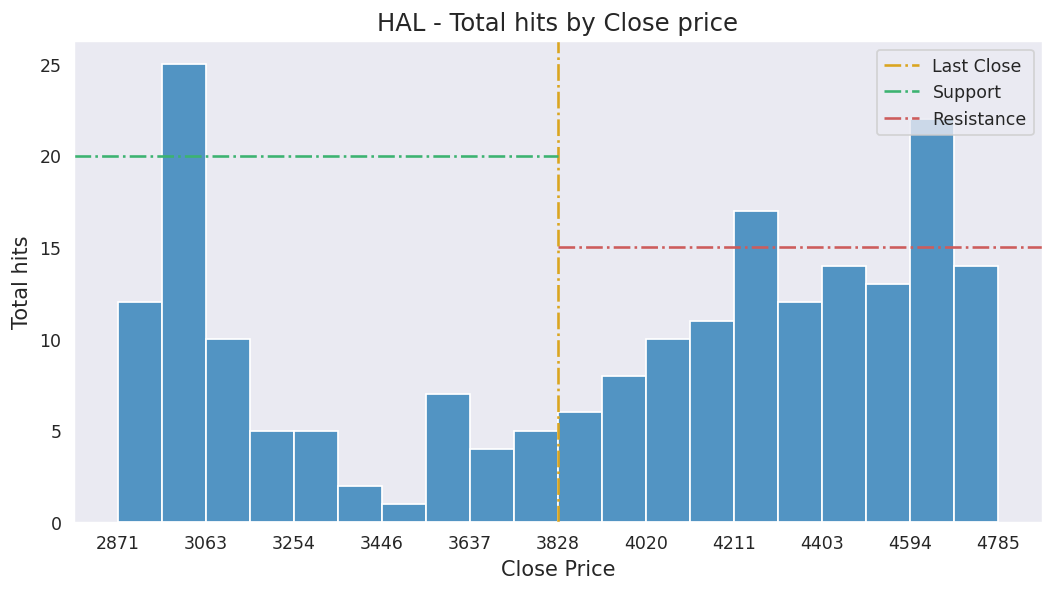 HAL - Total hits by Close price
Last Close
Support
Resistance
Total hits
25
20
15
10
5
0
2871 3063 3254 3446 3637 3828 4020 4211 4403 4594 4785
Close Price